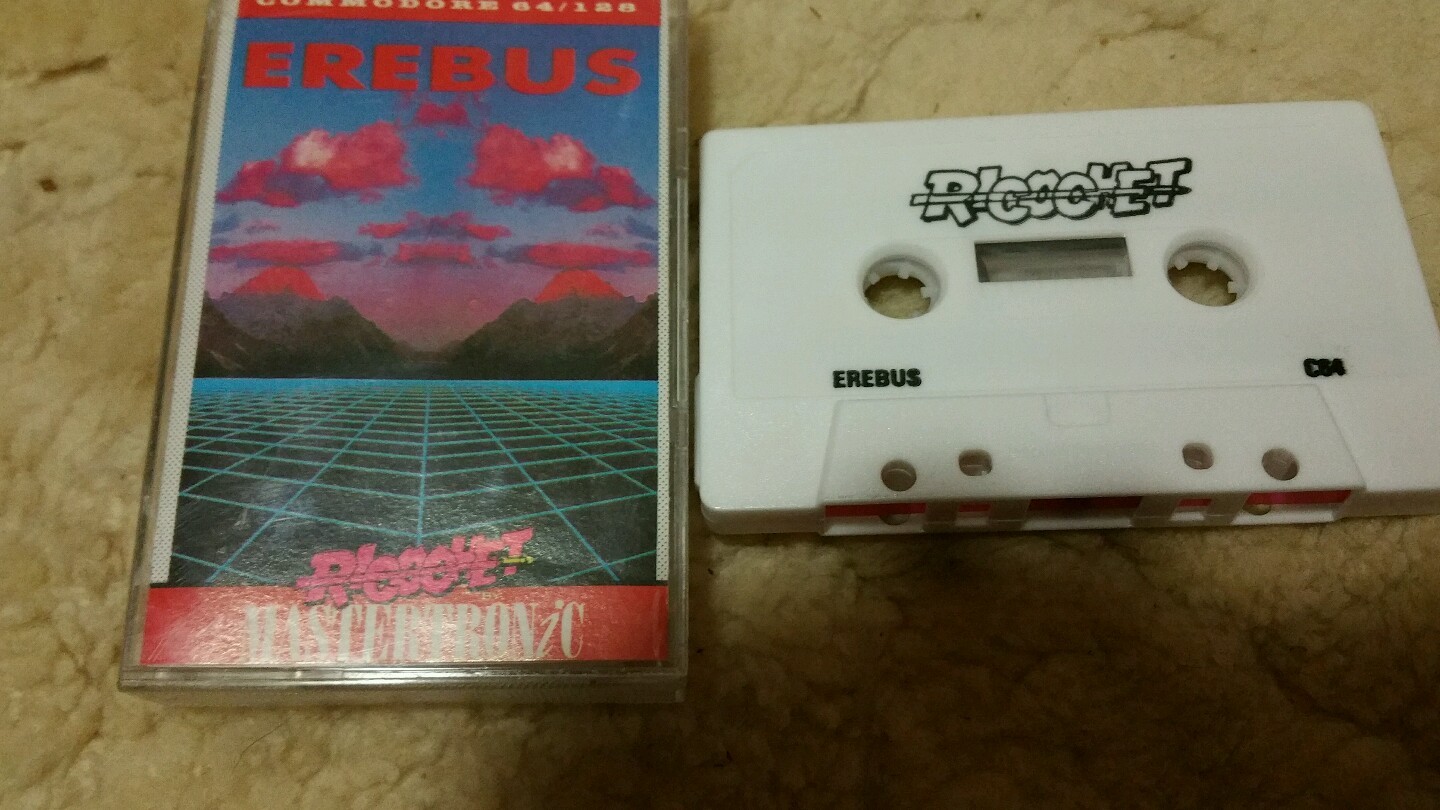 COMMODORE 64/128
EREBUS
RICOCHET
MASTERTRONiC
RICOCHET
EREBUS
C64